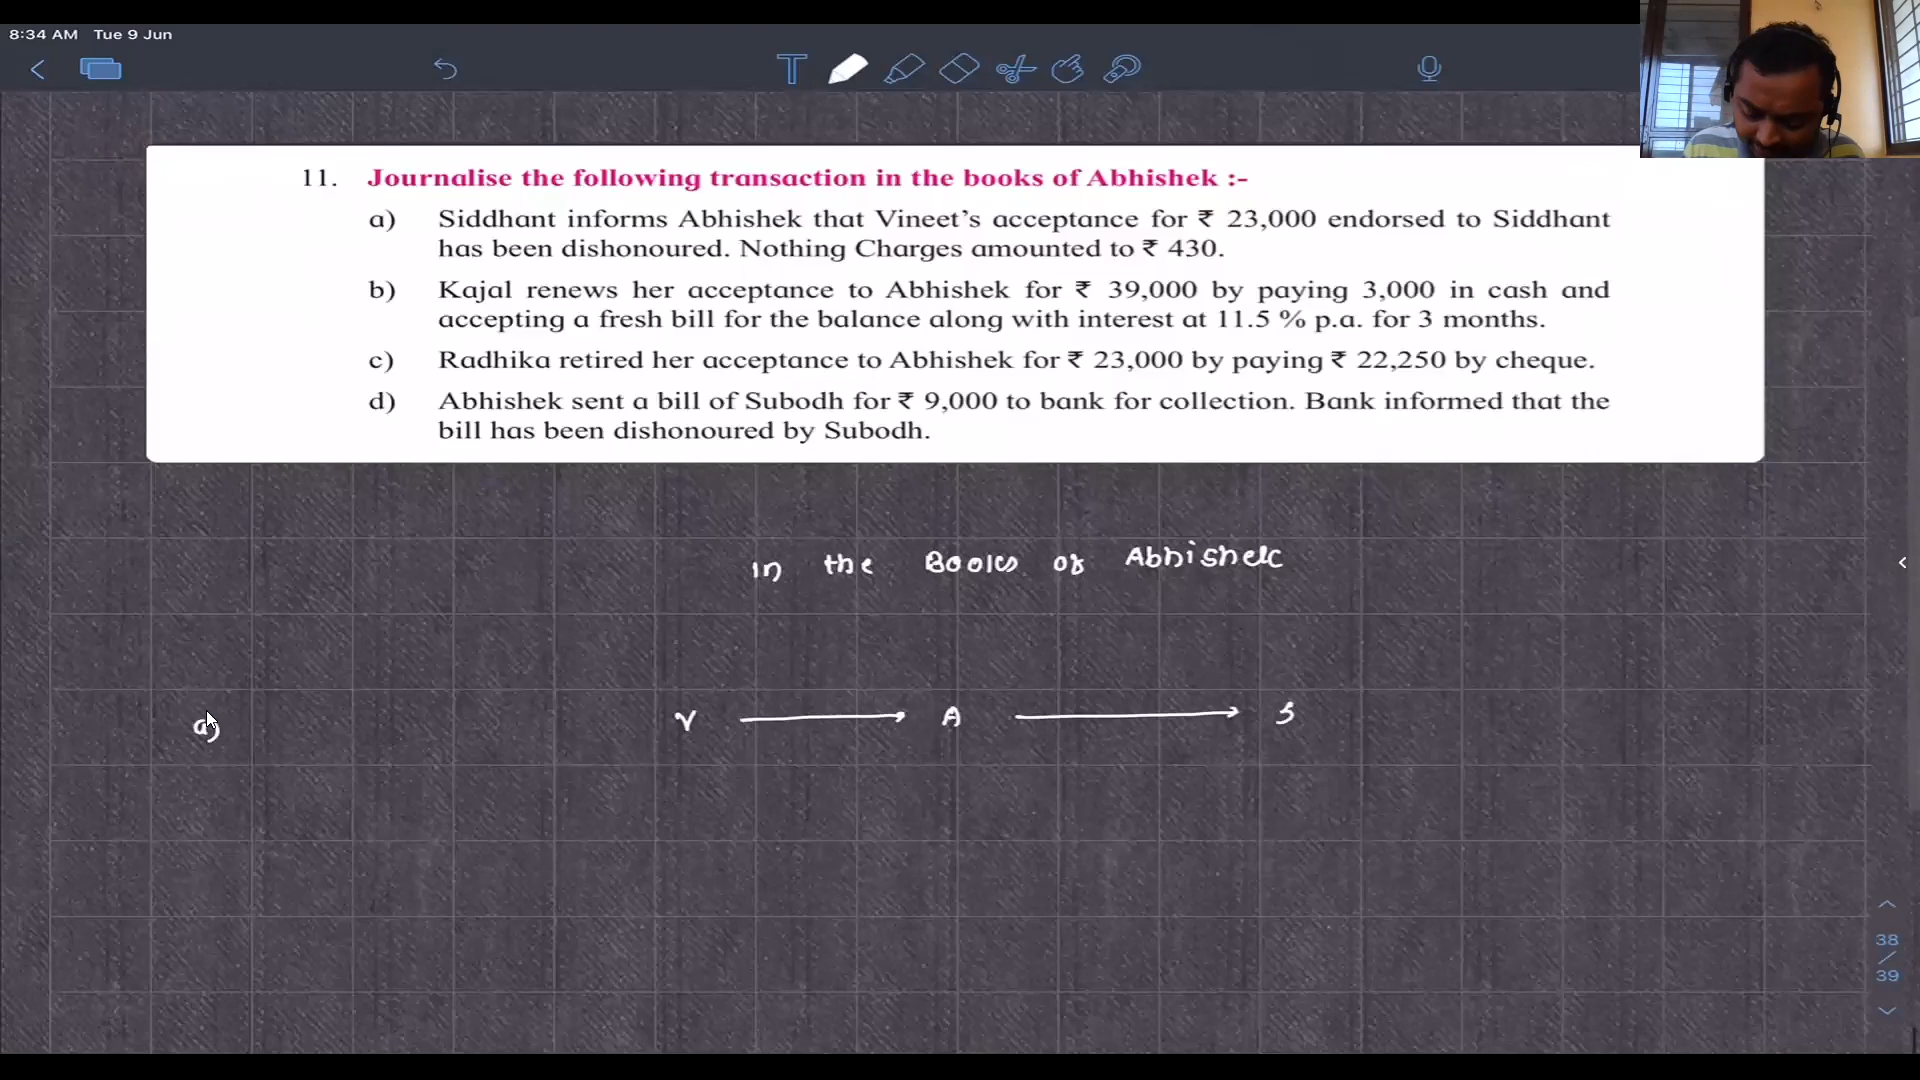 8:34 AM Tue 9 Jun
11. Journalise the following transaction in the books of Abhishek :-
a) Siddhant informs Abhishek that Vineet's acceptance for ₹ 23,000 endorsed to Siddhant
has been dishonoured. Nothing Charges amounted to ₹ 430.
b) Kajal renews her acceptance to Abhishek for ₹ 39,000 by paying 3,000 in cash and
accepting a fresh bill for the balance along with interest at 11.5 % p.a. for 3 months.
c) Radhika retired her acceptance to Abhishek for ₹ 23,000 by paying ₹ 22,250 by cheque.
d) Abhishek sent a bill of Subodh for ₹ 9,000 to bank for collection. Bank informed that the
bill has been dishonoured by Subodh.
In the Books of Abhishek
a) V → A → S
38
/
39